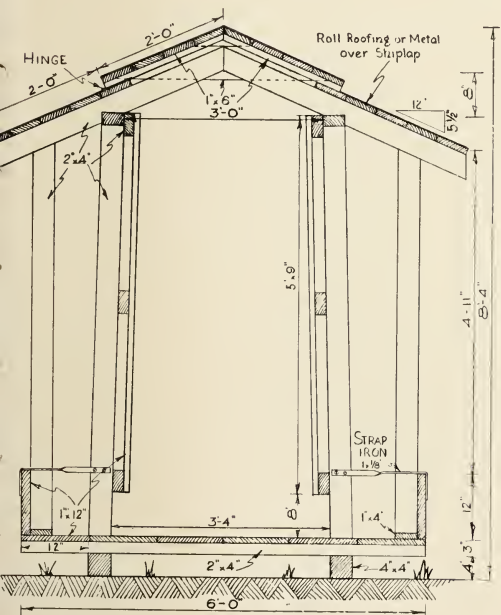 2'-0"
2'-0"
HINGE
Roll Roofing or Metal
over Shiplap
1"x6"
3'-0"
8"
12"
5½"
2"x4"
5'-9"
4'-11"
8'-4"
STRAP
IRON
1x⅛"
1"x12"
3'-4"
8"
1"x4"
12"
12"
2"x4"
4"x4"
4"
3"
6'-0"